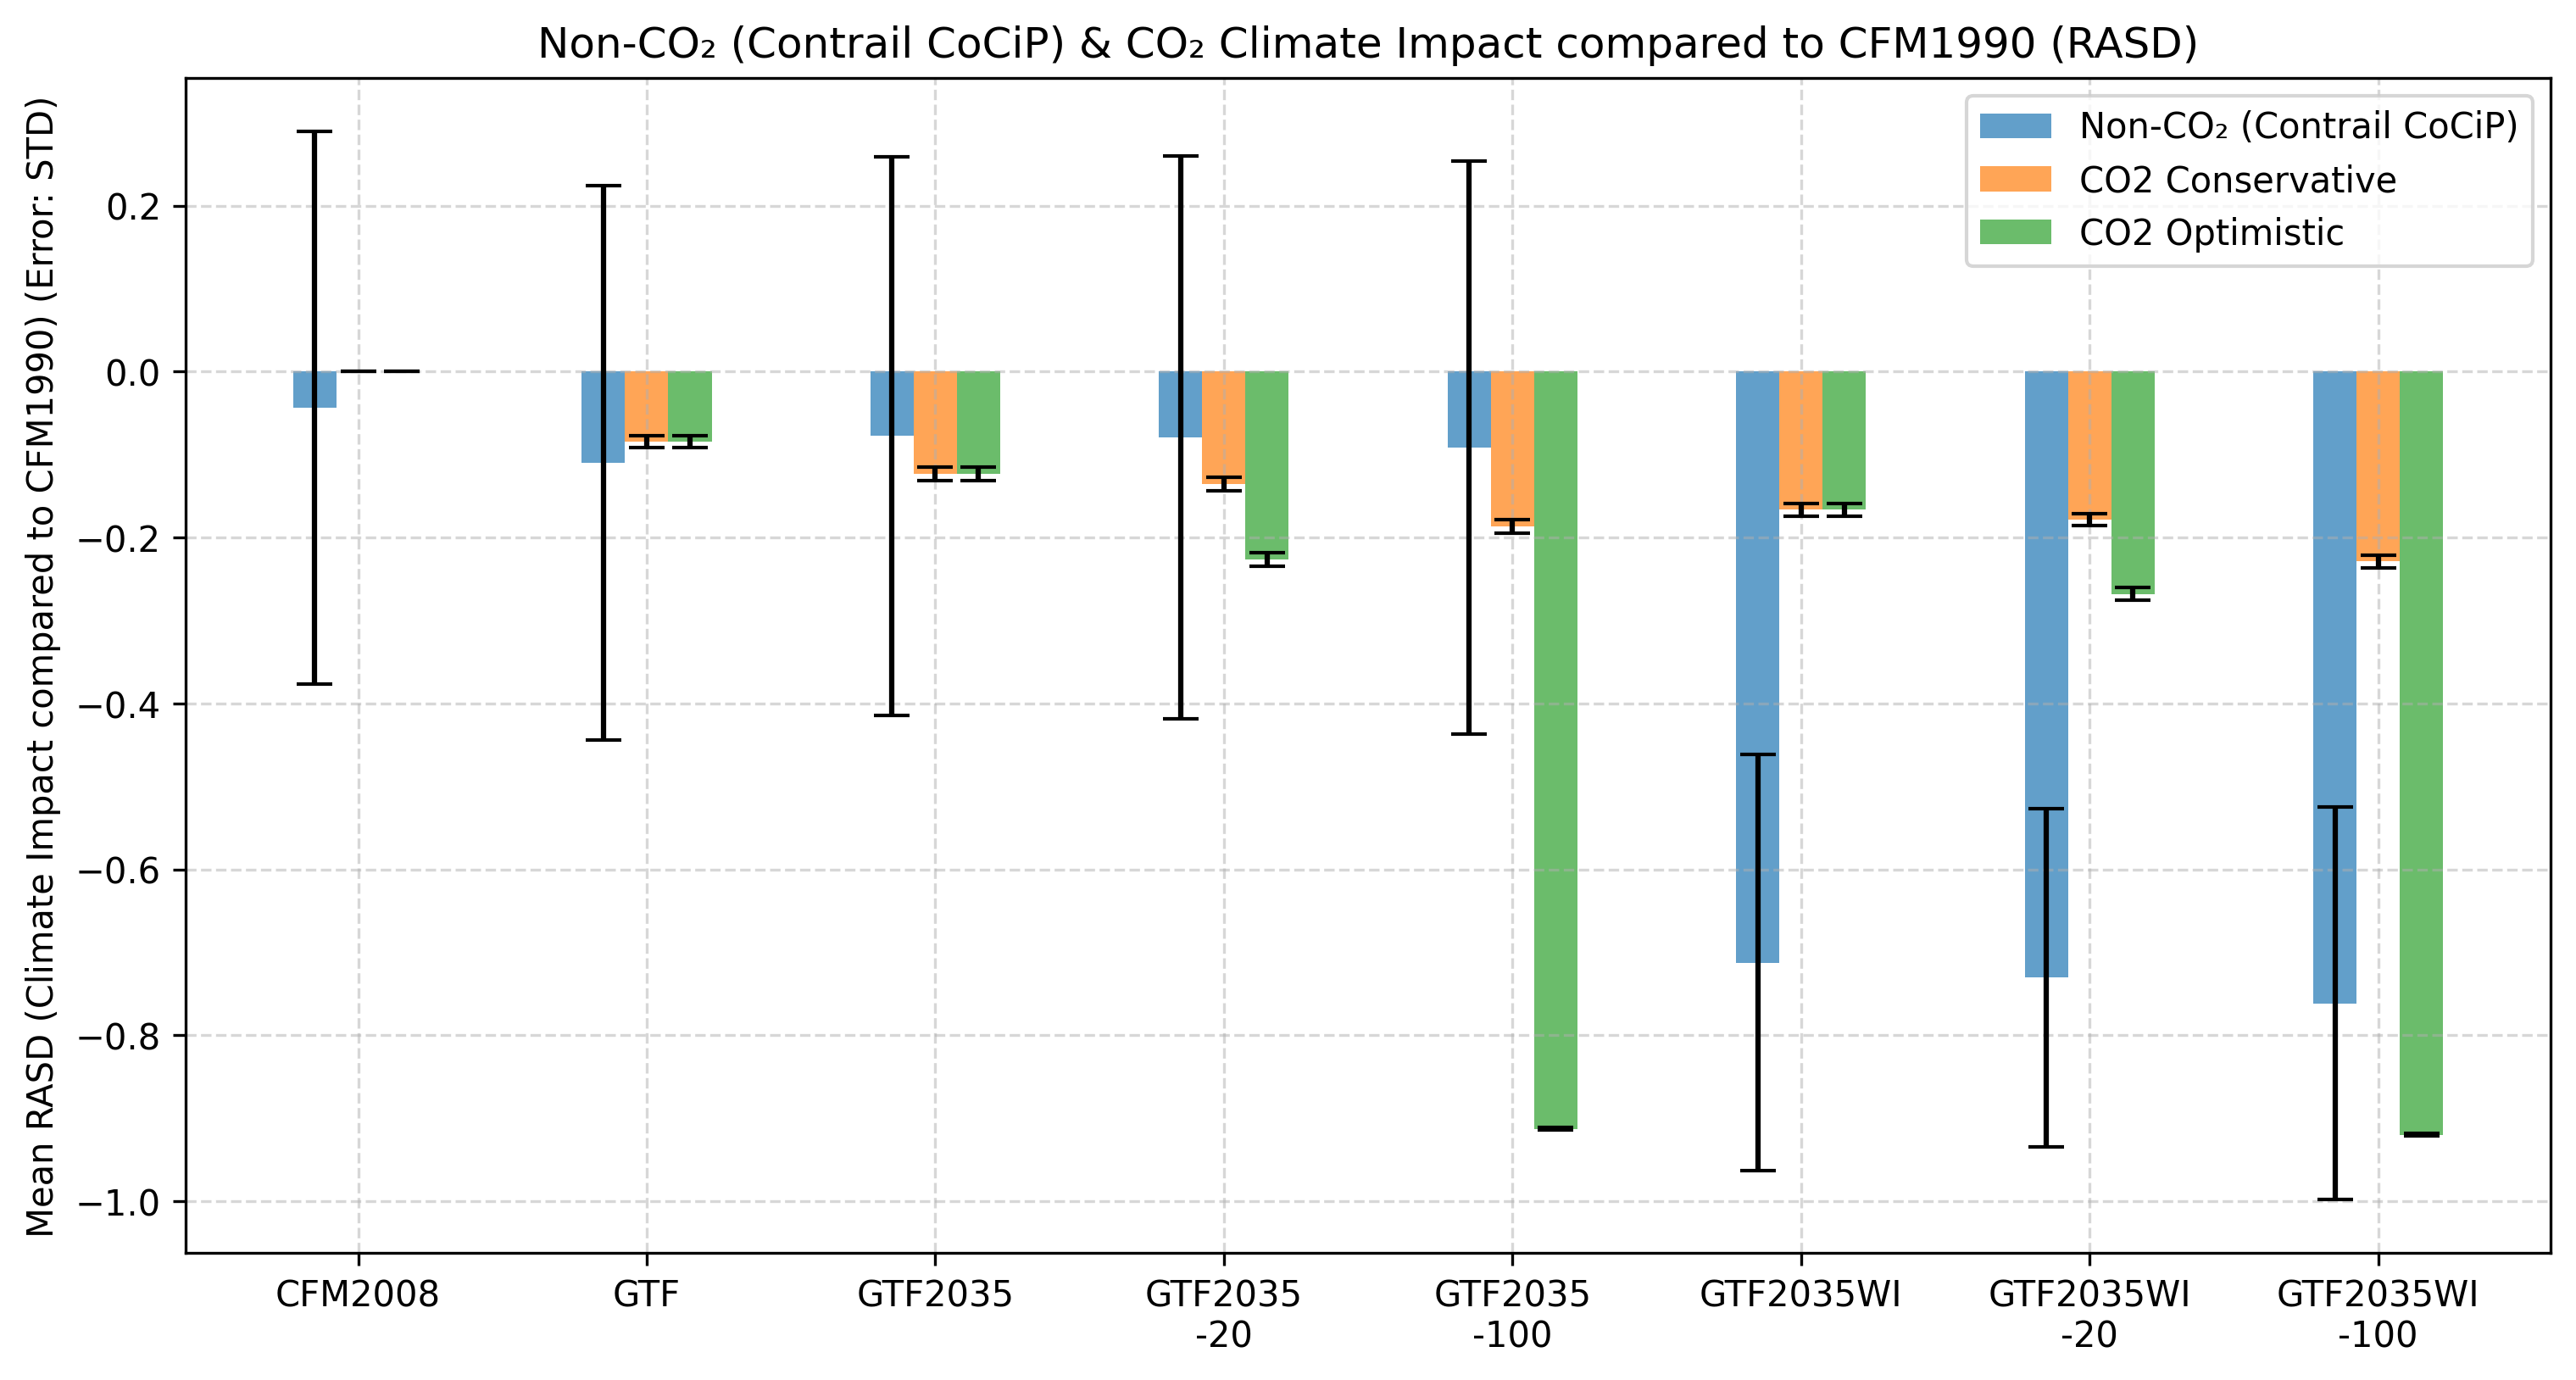 Non-CO₂ (Contrail CoCiP) & CO₂ Climate Impact compared to CFM1990 (RASD)
Mean RASD (Climate Impact compared to CFM1990) (Error: STD)
Non-CO₂ (Contrail CoCiP)
CO2 Conservative
CO2 Optimistic
0.2
0.0
−0.2
−0.4
−0.6
−0.8
−1.0
CFM2008
GTF
GTF2035
GTF2035
-20
GTF2035
-100
GTF2035WI
GTF2035WI
-20
GTF2035WI
-100